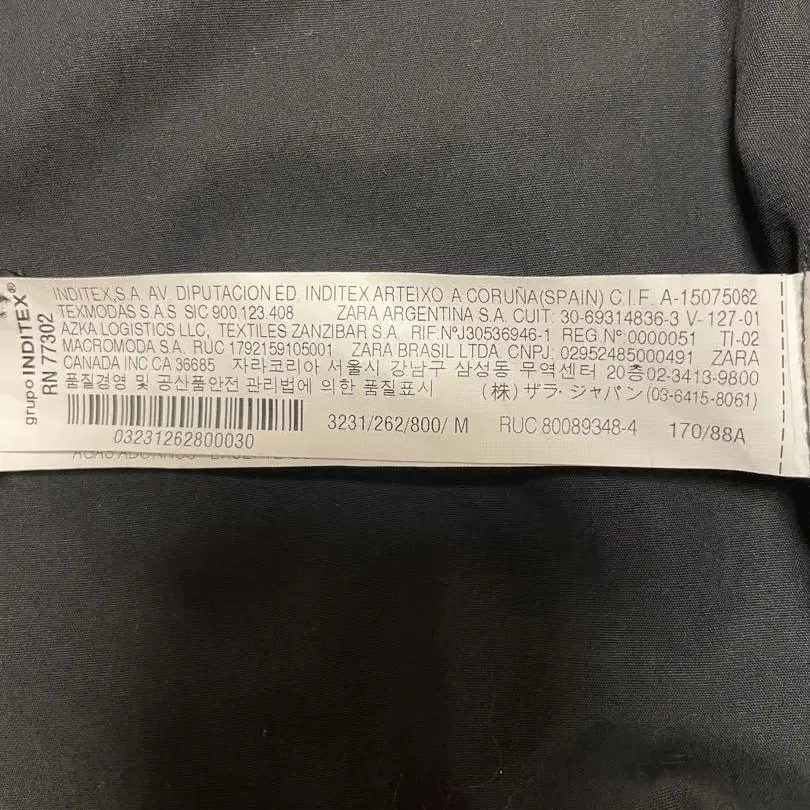 grupo INDITEX®
RN 77302
INDITEX,S.A. AV. DIPUTACION ED. INDITEX ARTEIXO A CORUÑA(SPAIN) C.I.F. A-15075062
TEXMODAS S.A.S SIC 900.123.408 ZARA ARGENTINA S.A. CUIT: 30-69314836-3 V- 127-01
AZKA LOGISTICS LLC, TEXTILES ZANZIBAR S.A. RIF.NºJ30536946-1 REG.Nº:0000051 TI-02
MACROMODA S.A. RUC 1792159105001 ZARA BRASIL LTDA, CNPJ: 02952485000491 ZARA
CANADA INC.CA 36685 자라코리아 서울시 강남구 삼성동 무역센터 20층02-3413-9800
품질경영 및 공산품안전 관리법에 의한 품질표시 (株) ザラ・ジャパン(03-6415-8061)
3231/262/800/ M RUC 80089348-4 170/88A
03231262800030